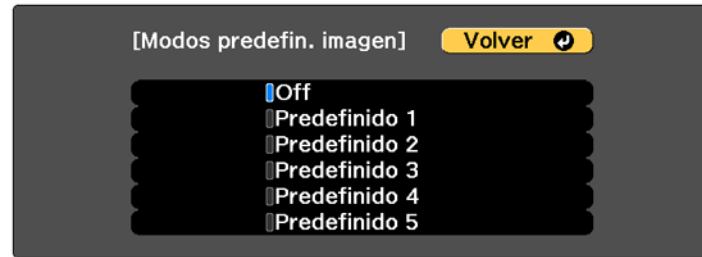 [Modos predefin. imagen] Volver
Off
Predefinido 1
Predefinido 2
Predefinido 3
Predefinido 4
Predefinido 5